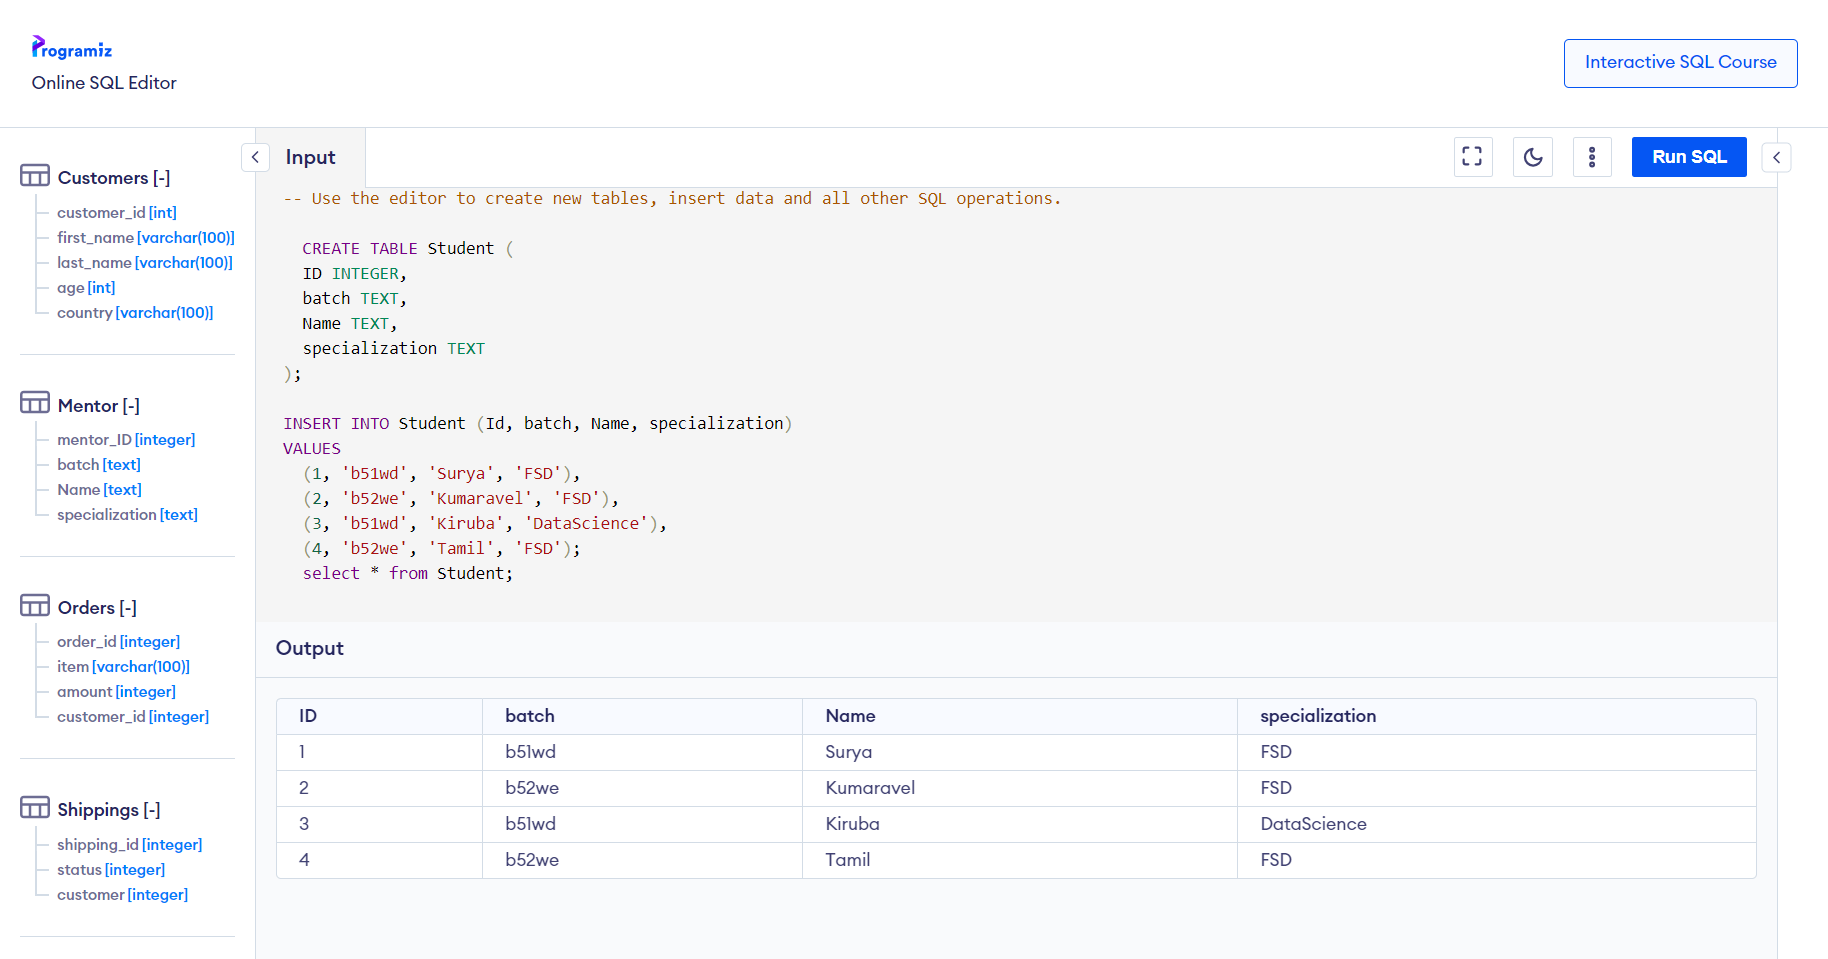 Programiz
Online SQL Editor
Interactive SQL Course
Customers [-]
customer_id [int]
first_name [varchar(100)]
last_name [varchar(100)]
age [int]
country [varchar(100)]
Mentor [-]
mentor_ID [integer]
batch [text]
Name [text]
specialization [text]
Orders [-]
order_id [integer]
item [varchar(100)]
amount [integer]
customer_id [integer]
Shippings [-]
shipping_id [integer]
status [integer]
customer [integer]
Input
Run SQL
-- Use the editor to create new tables, insert data and all other SQL operations.
CREATE TABLE Student (
ID INTEGER,
batch TEXT,
Name TEXT,
specialization TEXT
);
INSERT INTO Student (Id, batch, Name, specialization)
VALUES
(1, 'b51wd', 'Surya', 'FSD'),
(2, 'b52we', 'Kumaravel', 'FSD'),
(3, 'b51wd', 'Kiruba', 'DataScience'),
(4, 'b52we', 'Tamil', 'FSD');
select * from Student;
Output
ID batch Name specialization
1 b51wd Surya FSD
2 b52we Kumaravel FSD
3 b51wd Kiruba DataScience
4 b52we Tamil FSD